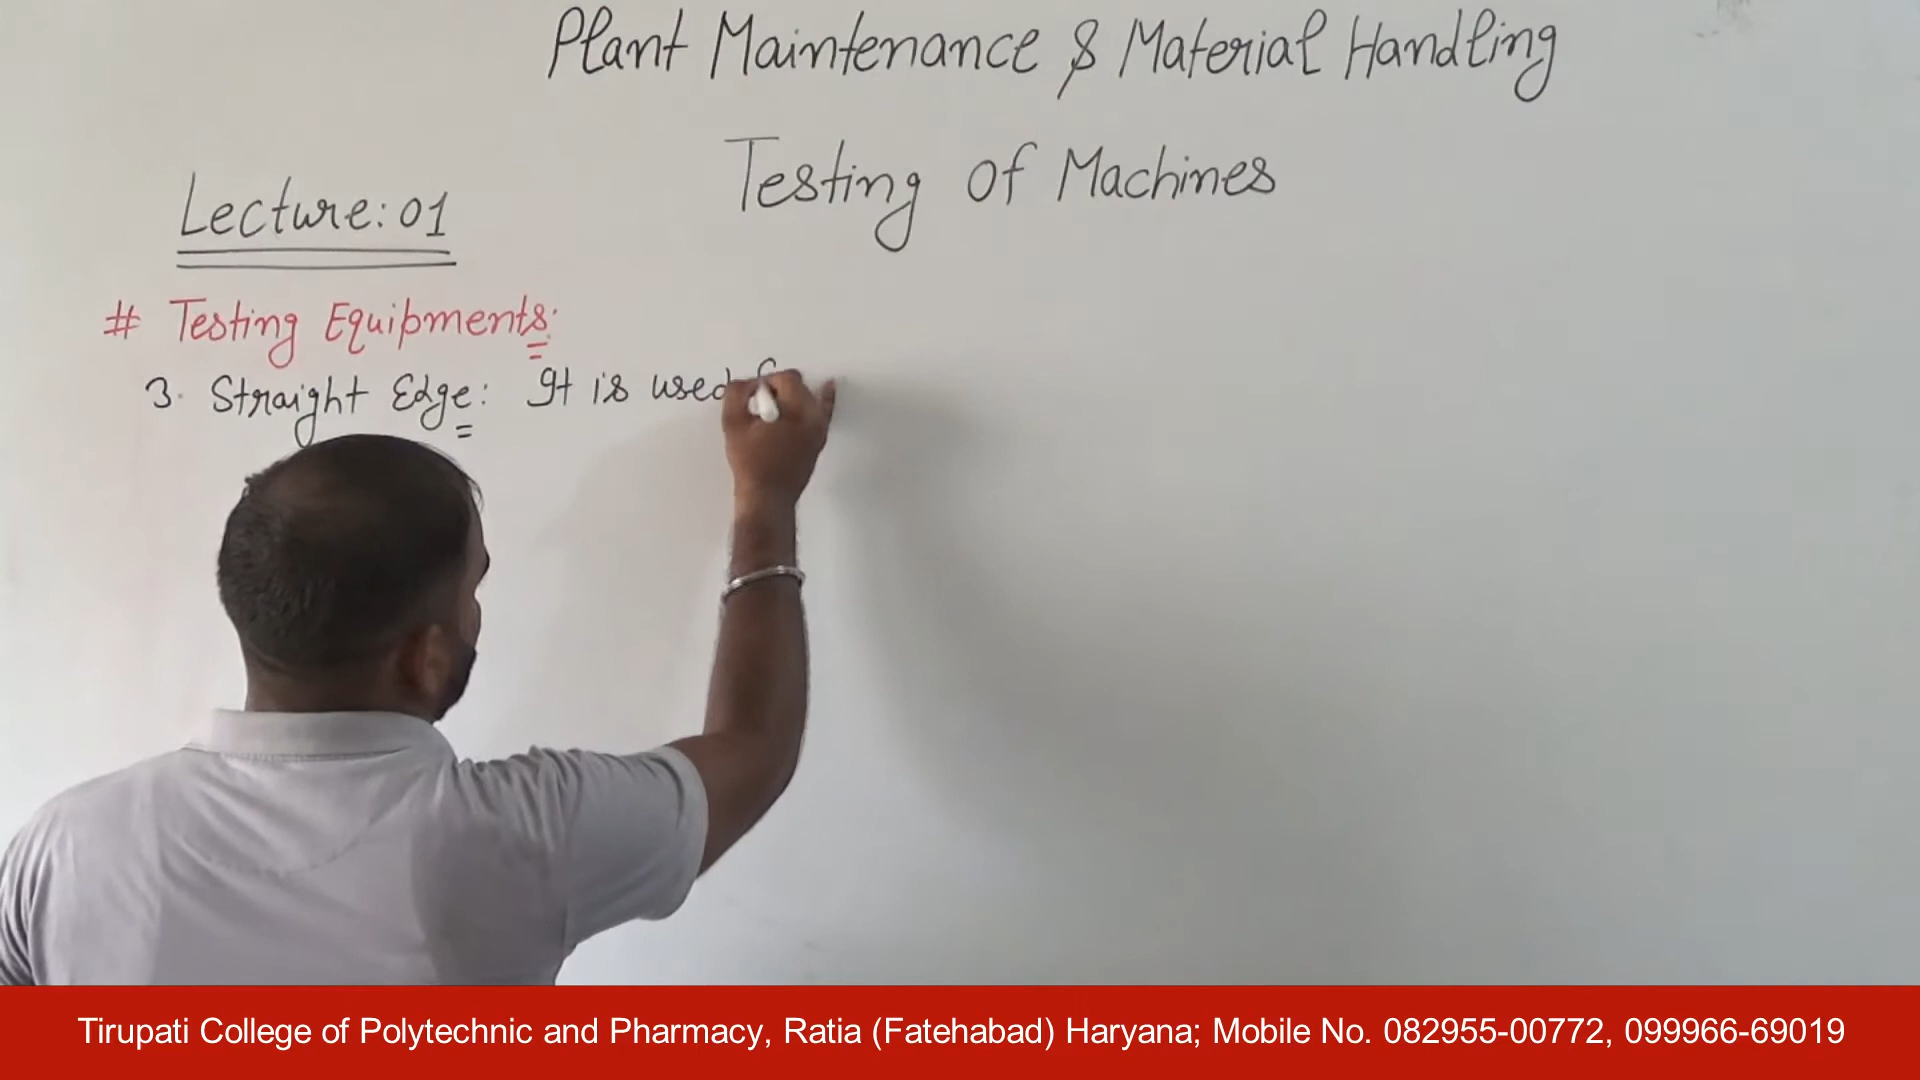 Plant Maintenance & Material Handling
Testing of Machines
Lecture: 01
# Testing Equipments:
3. Straight Edge: It is used
Tirupati College of Polytechnic and Pharmacy, Ratia (Fatehabad) Haryana; Mobile No. 082955-00772, 099966-69019